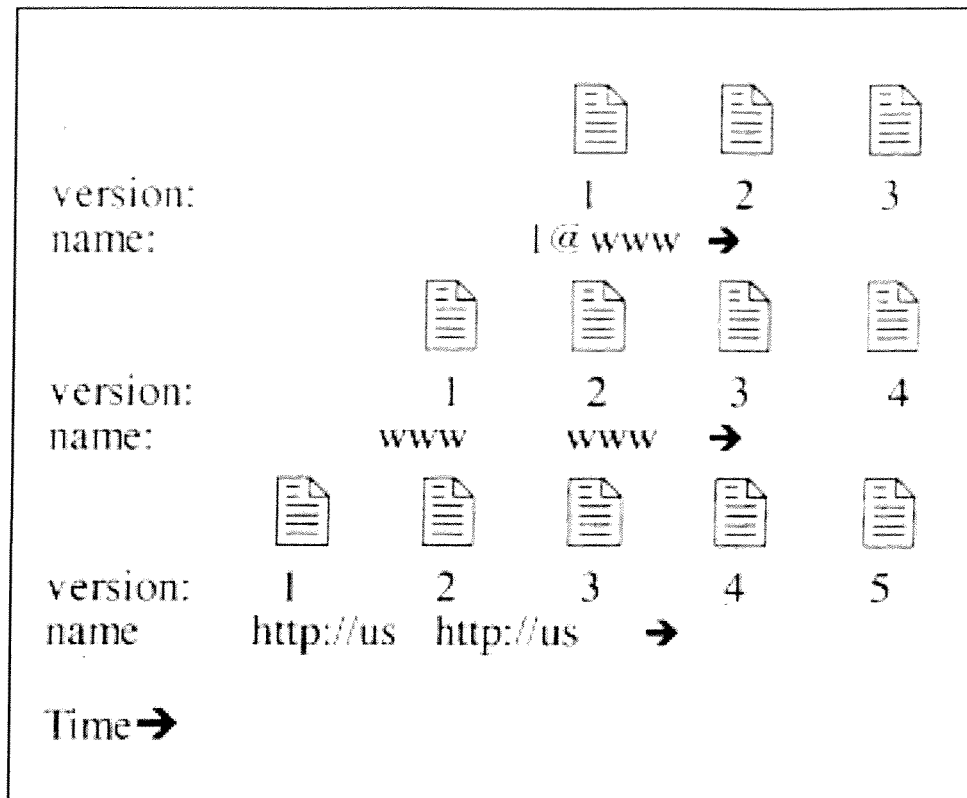 version: 1 2 3
name: 1@www →
version: 1 2 3 4
name: www www →
version: 1 2 3 4 5
name http://us http://us →
Time→